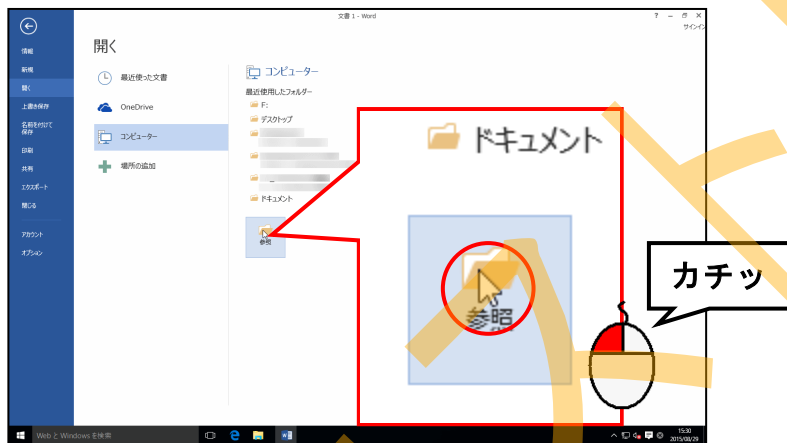 文書 1 - Word
? － 
サインイン
情報
新規
開く
上書き保存
名前を付けて
保存
印刷
共有
エクスポート
閉じる
アカウント
オプション
開く
最近使った文書
OneDrive
コンピューター
場所の追加
コンピューター
最近使用したフォルダー
F:
デスクトップ
ドキュメント
参照
ドキュメント
参照
カチッ
Web と Windows を検索
15:30
2015/08/29